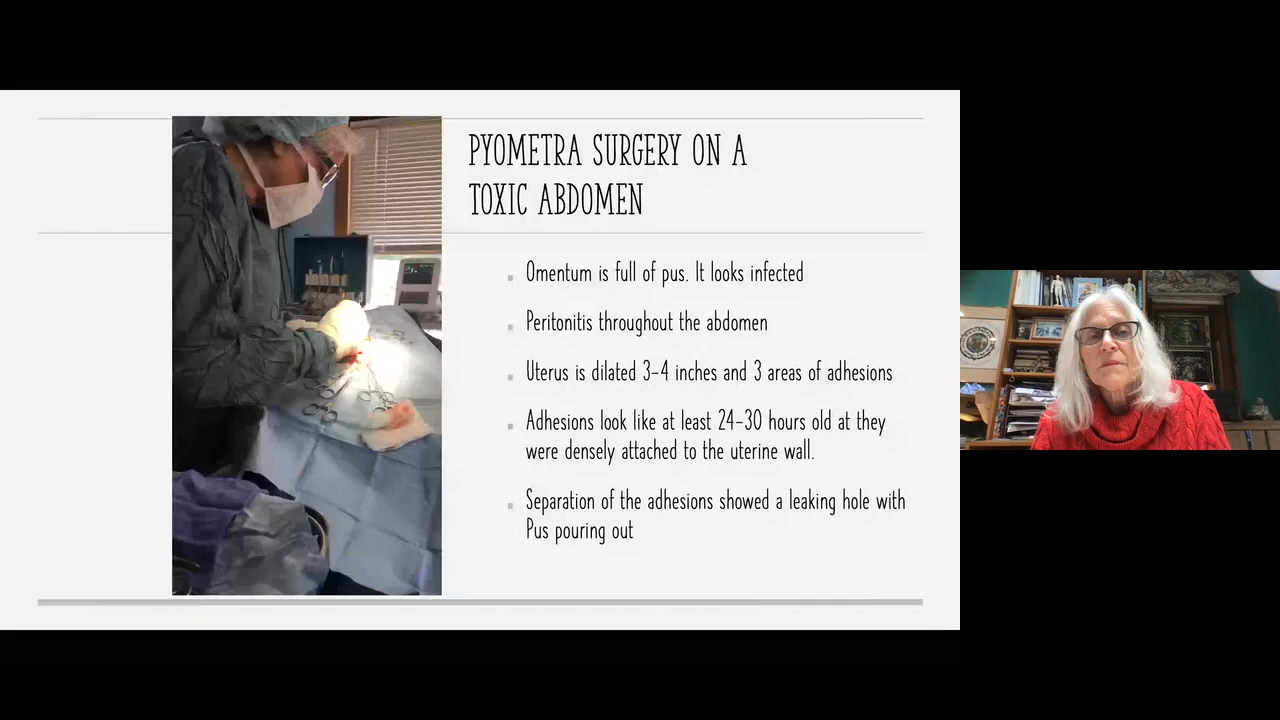 PYOMETRA SURGERY ON A
TOXIC ABDOMEN
Omentum is full of pus. It looks infected
Peritonitis throughout the abdomen
Uterus is dilated 3-4 inches and 3 areas of adhesions
Adhesions look like at least 24-30 hours old at they
were densely attached to the uterine wall.
Separation of the adhesions showed a leaking hole with
Pus pouring out